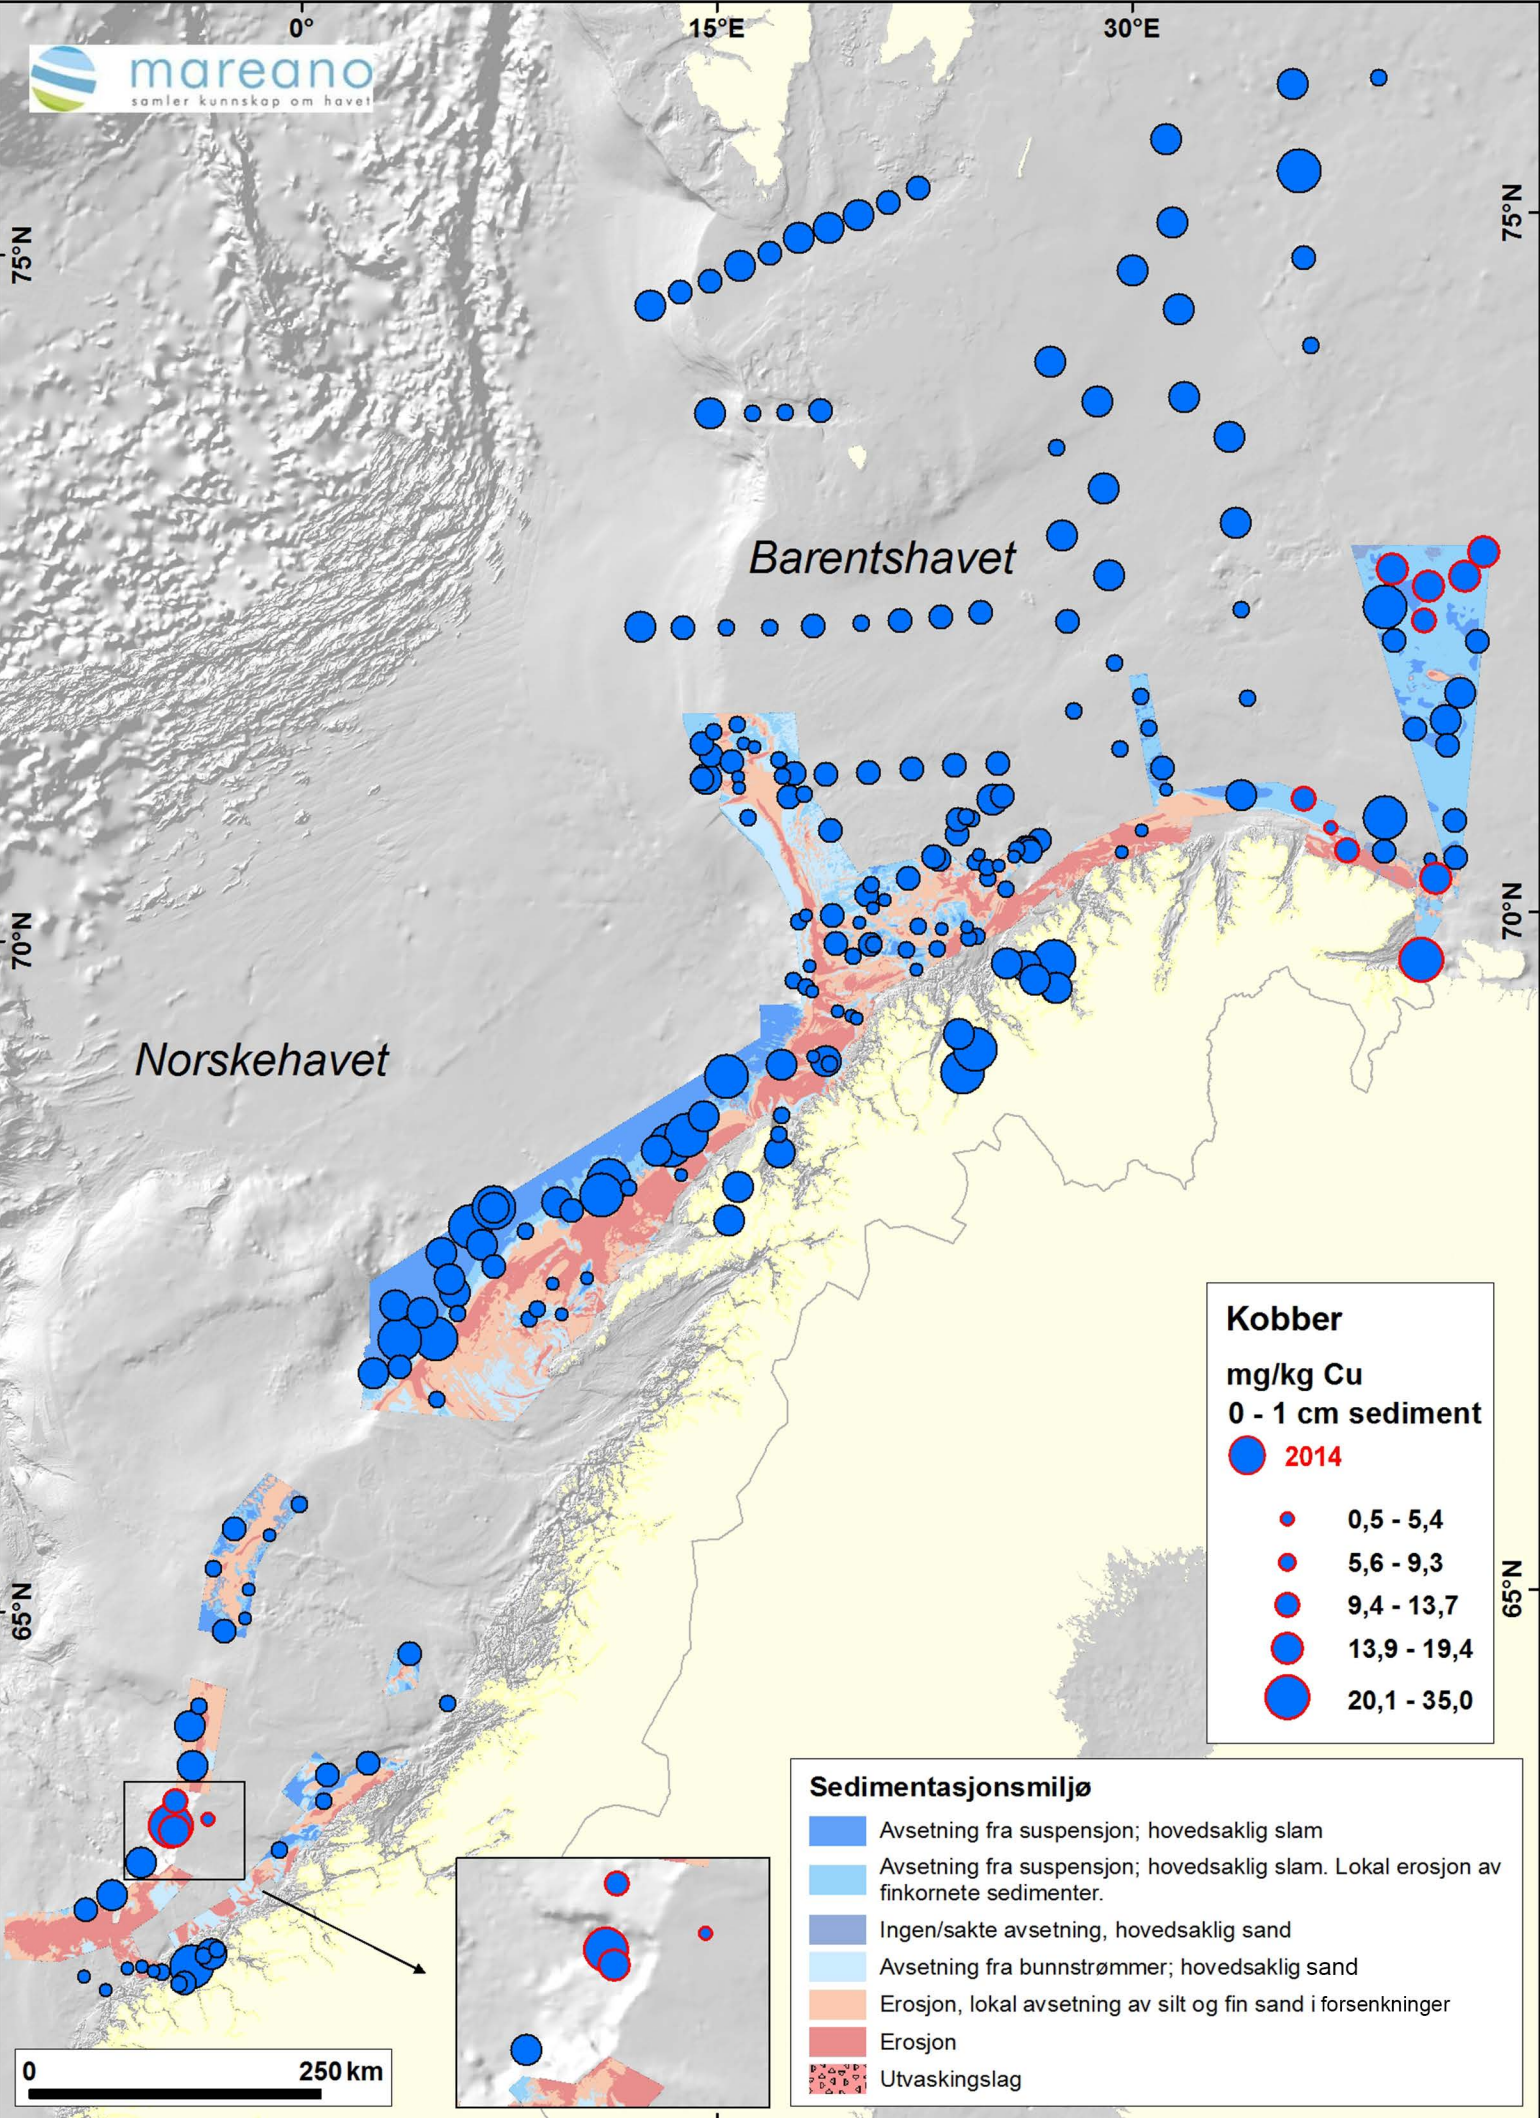 0°
15°E
30°E
mareano
samler kunnskap om havet
75°N
75°N
Barentshavet
70°N
70°N
Norskehavet
Kobber
mg/kg Cu
0 - 1 cm sediment
2014
0,5 - 5,4
5,6 - 9,3
9,4 - 13,7
13,9 - 19,4
20,1 - 35,0
65°N
65°N
Sedimentasjonsmiljø
Avsetning fra suspensjon; hovedsaklig slam
Avsetning fra suspensjon; hovedsaklig slam. Lokal erosjon av
finkornete sedimenter.
Ingen/sakte avsetning, hovedsaklig sand
Avsetning fra bunnstrømmer; hovedsaklig sand
Erosjon, lokal avsetning av silt og fin sand i forsenkninger
Erosjon
Utvaskingslag
0 250 km